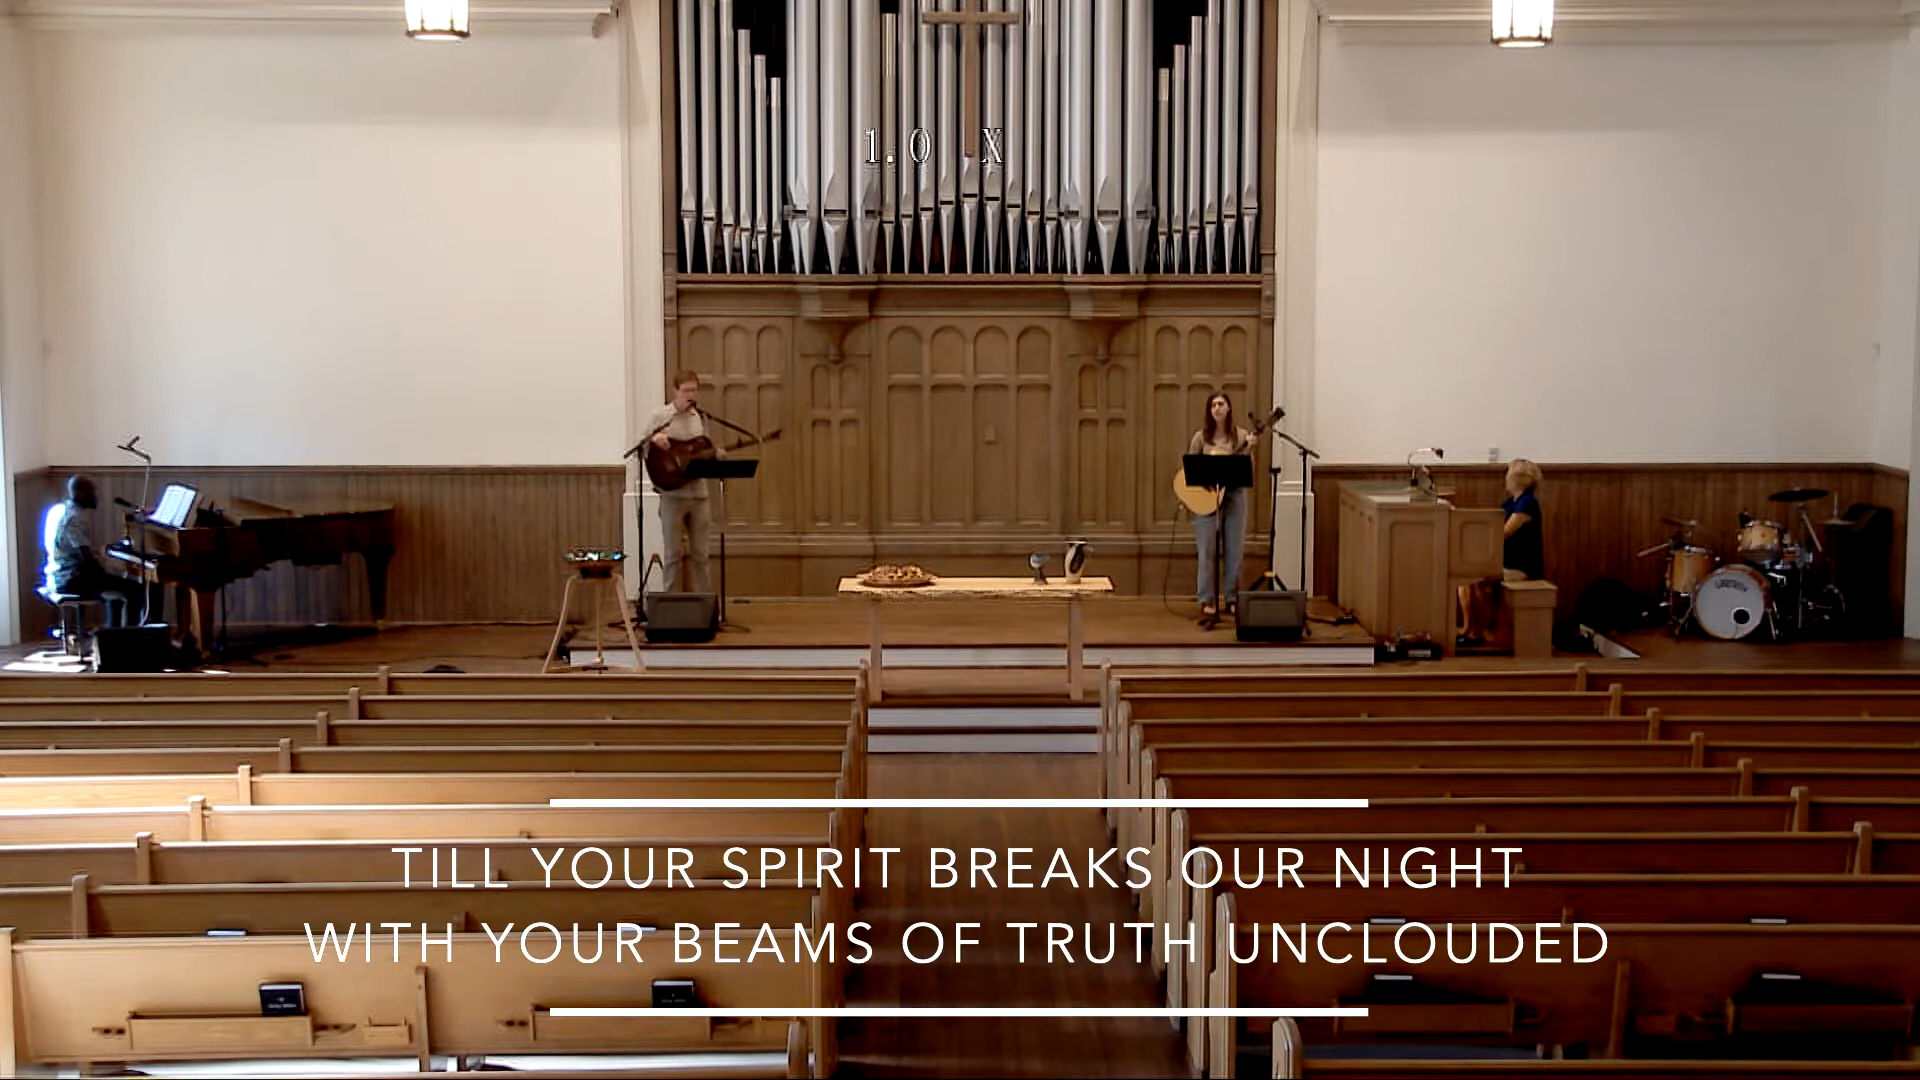 1.0 X
TILL YOUR SPIRIT BREAKS OUR NIGHT
WITH YOUR BEAMS OF TRUTH UNCLOUDED